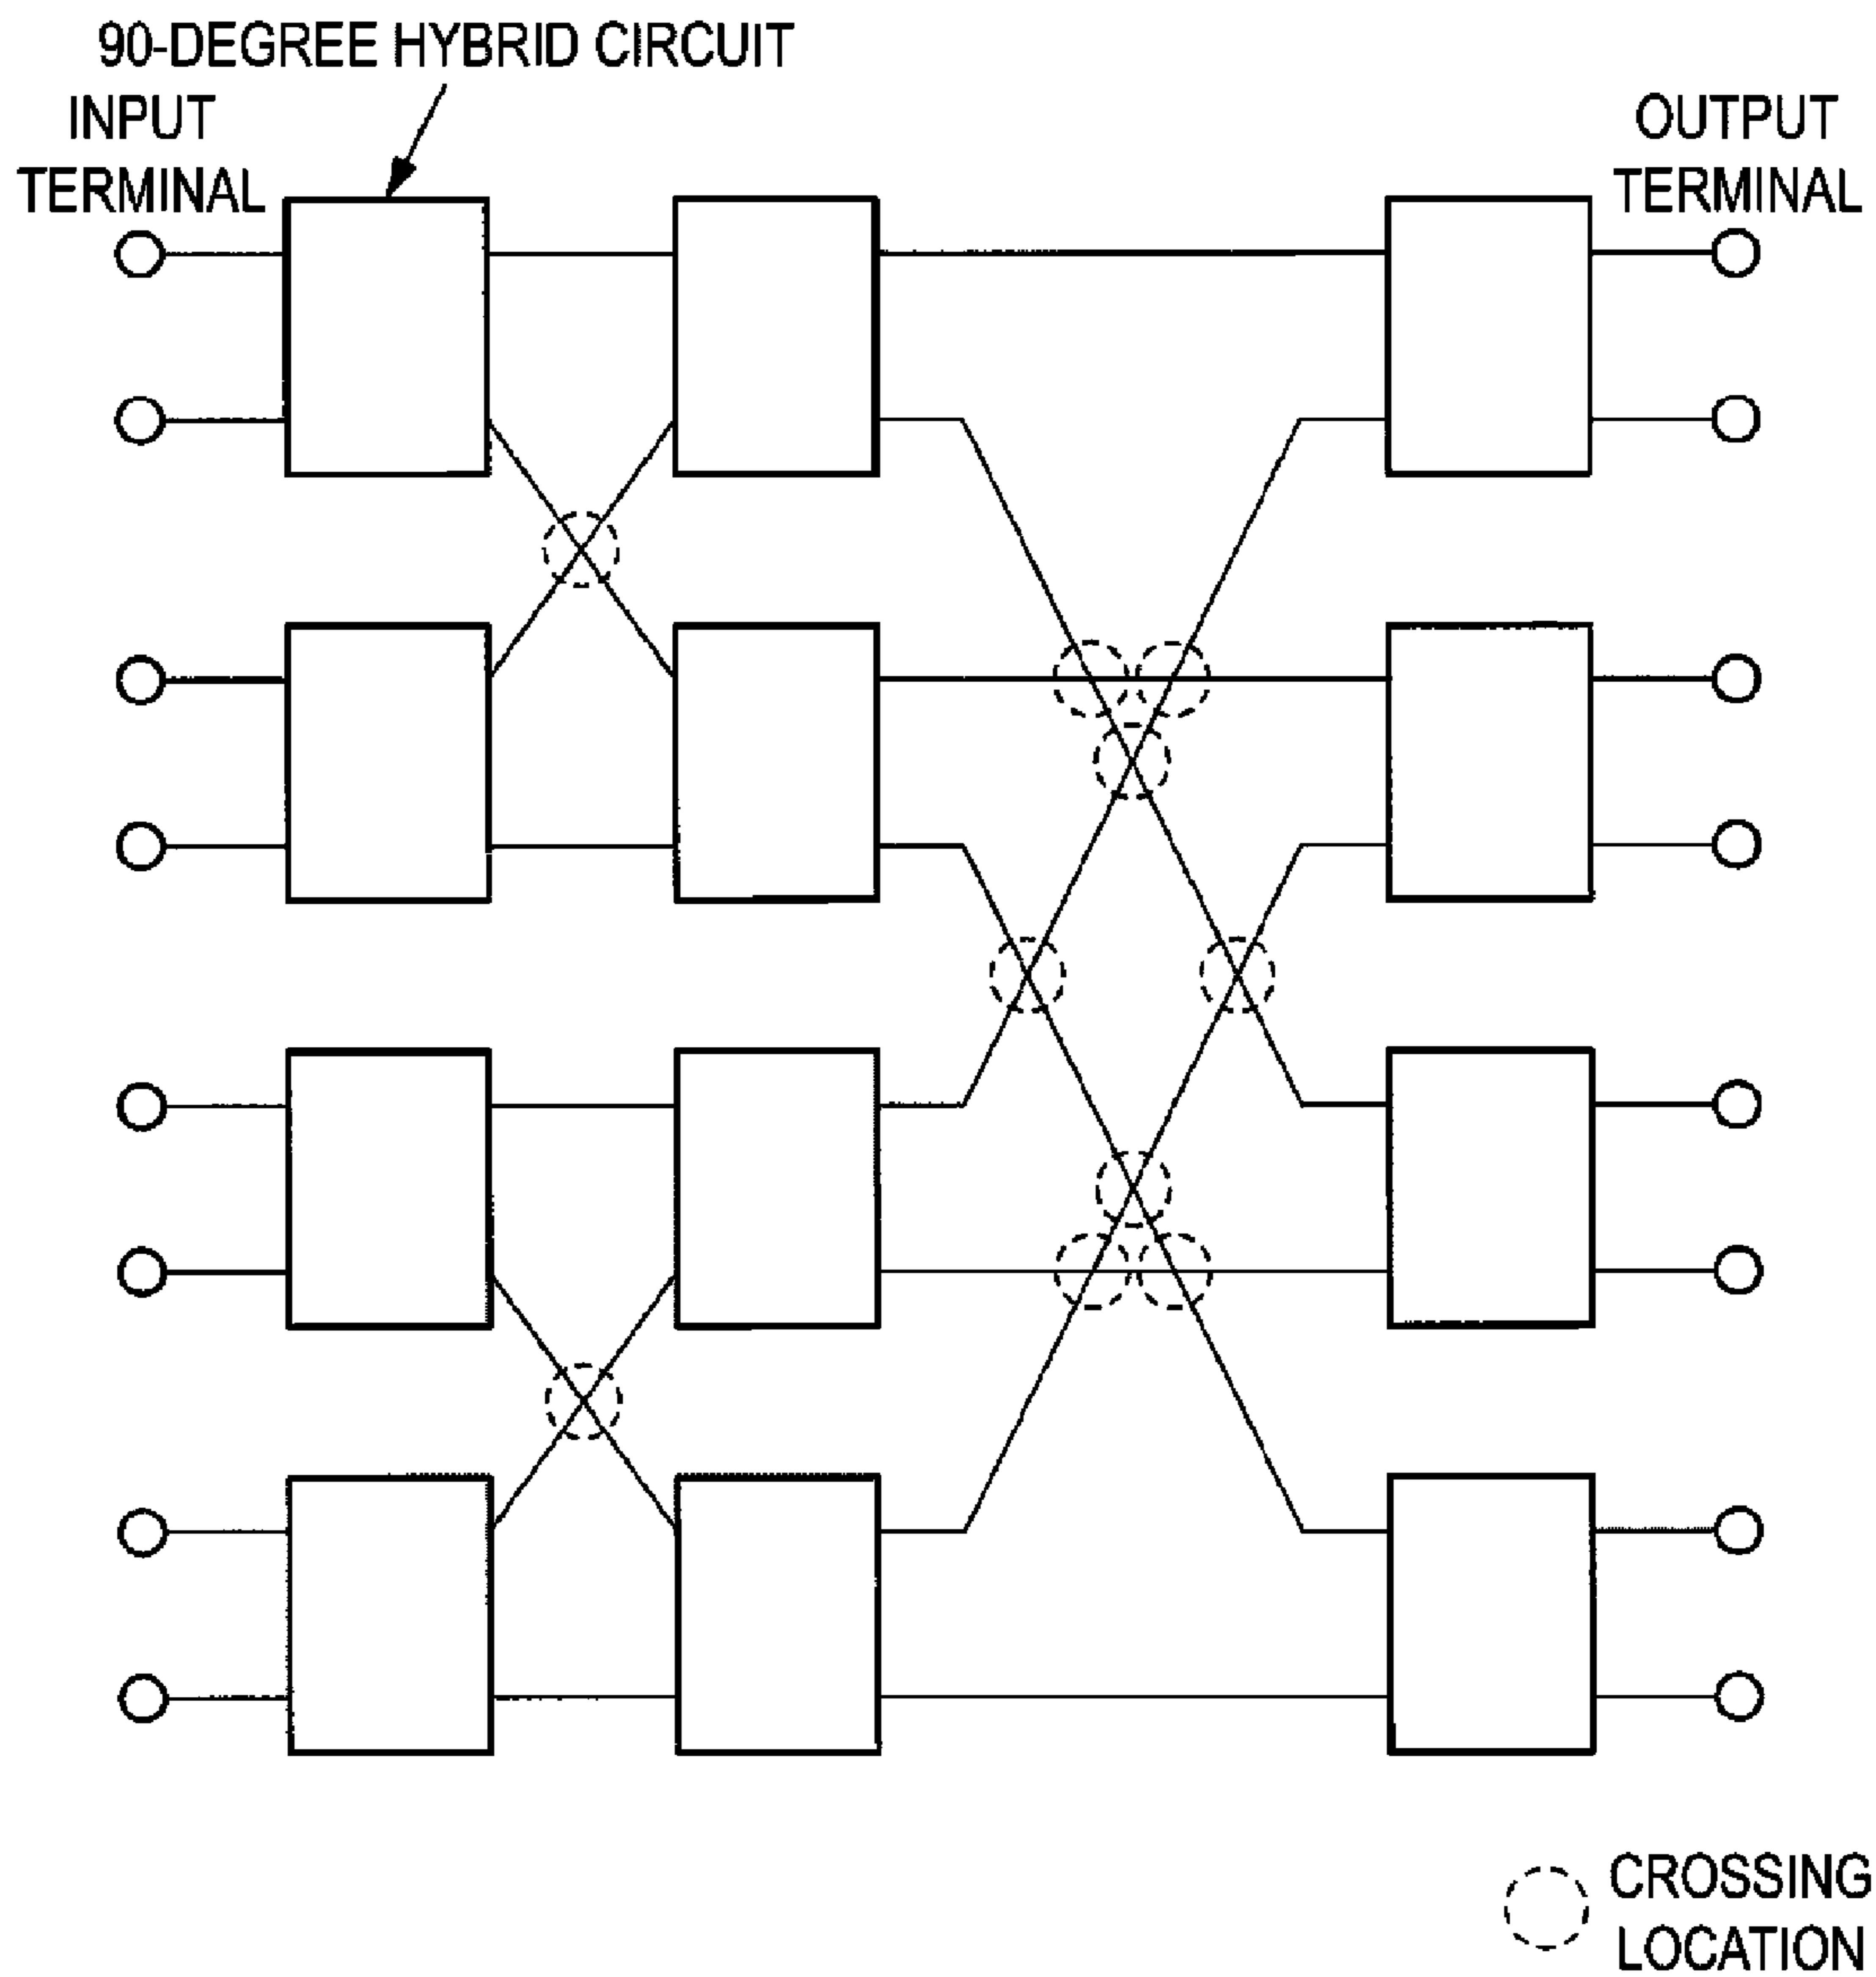 90-DEGREE HYBRID CIRCUIT
INPUT
TERMINAL
OUTPUT
TERMINAL
CROSSING
LOCATION